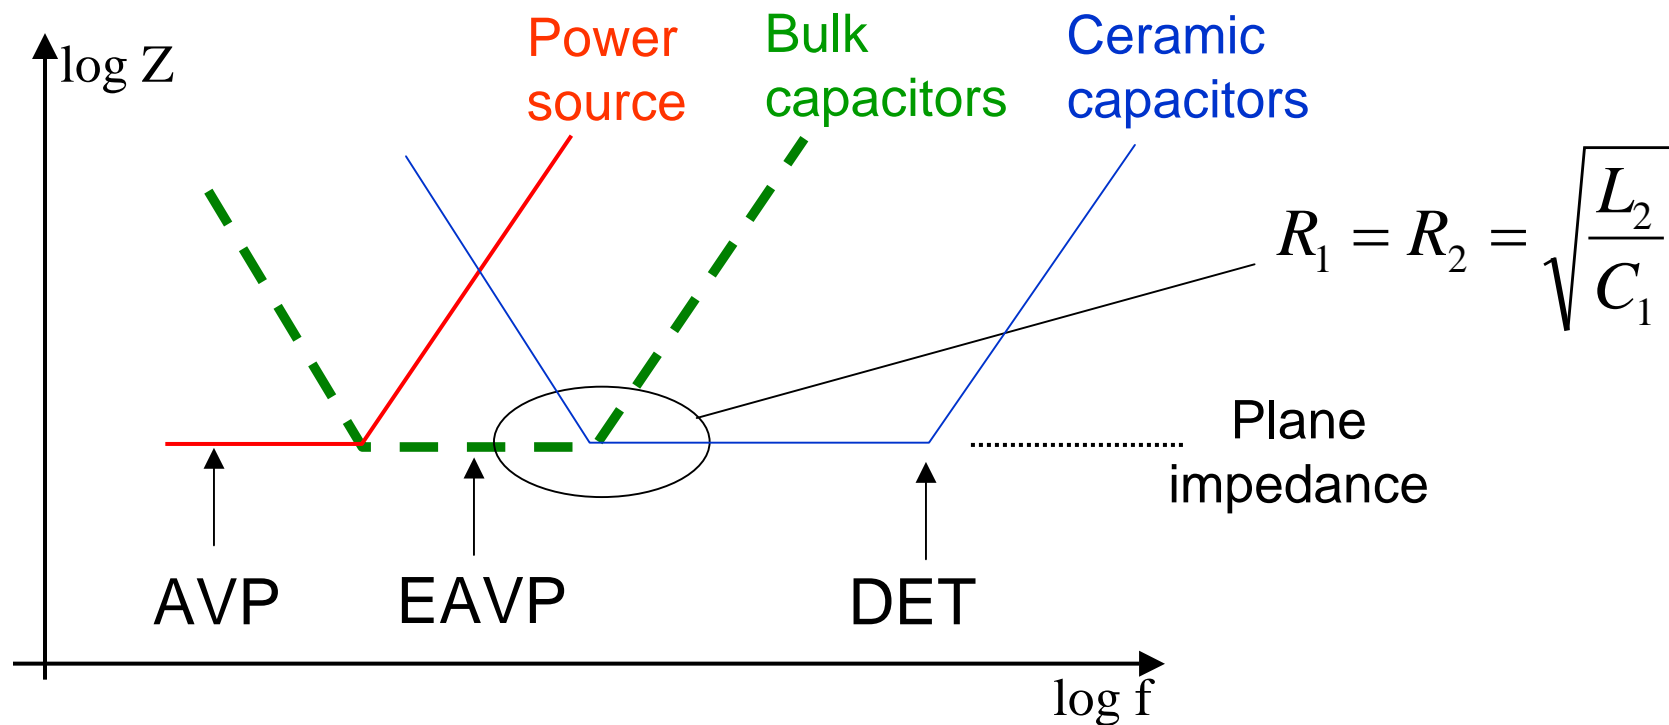 log Z
Power
source
Bulk
capacitors
Ceramic
capacitors
R₁ = R₂ = √(L₂/C₁)
Plane
impedance
AVP
EAVP
DET
log f